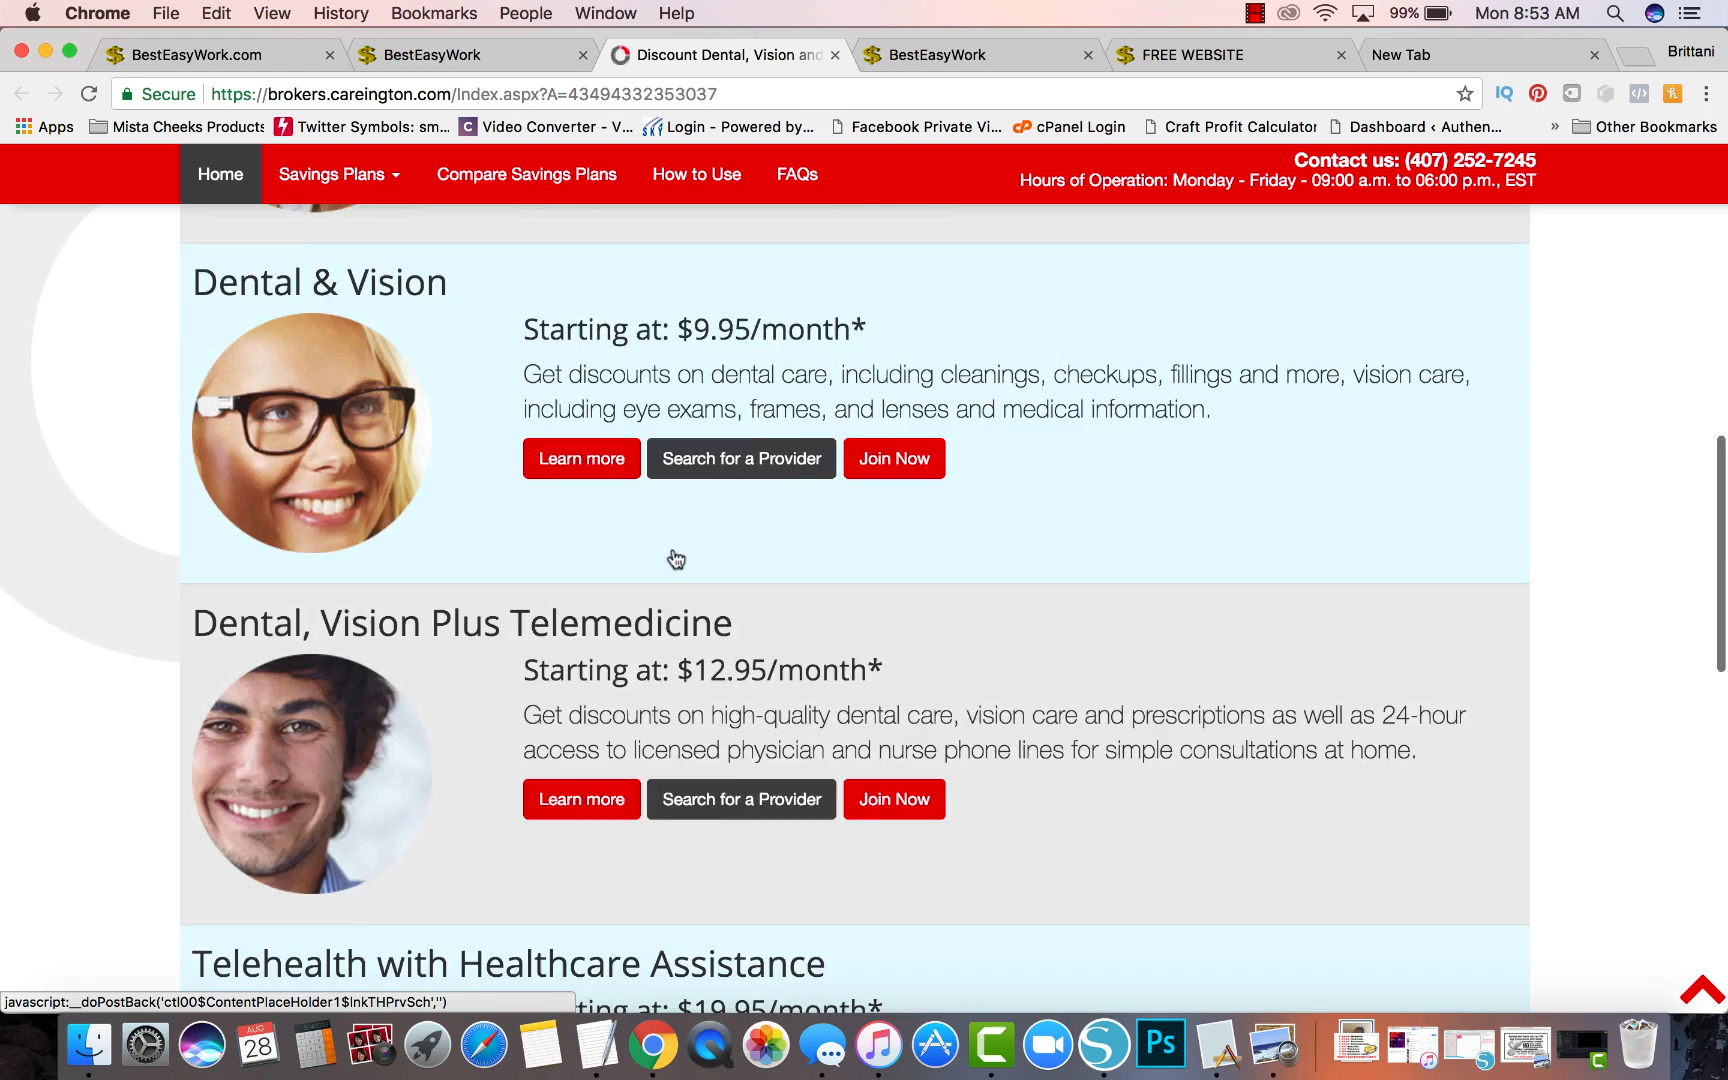 Chrome File Edit View History Bookmarks People Window Help 99% Mon 8:53 AM
BestEasyWork.com BestEasyWork Discount Dental, Vision and BestEasyWork FREE WEBSITE New Tab Brittani
Secure https://brokers.careington.com/Index.aspx?A=43494332353037 IQ
Apps Mista Cheeks Products Twitter Symbols: sm... C Video Converter - V... Login - Powered by... Facebook Private Vi... cP cPanel Login Craft Profit Calculator Dashboard ‹ Authen... » Other Bookmarks
Home Savings Plans Compare Savings Plans How to Use FAQs
Contact us: (407) 252-7245
Hours of Operation: Monday - Friday - 09:00 a.m. to 06:00 p.m., EST
Dental & Vision
Starting at: $9.95/month*
Get discounts on dental care, including cleanings, checkups, fillings and more, vision care,
including eye exams, frames, and lenses and medical information.
Learn more Search for a Provider Join Now
Dental, Vision Plus Telemedicine
Starting at: $12.95/month*
Get discounts on high-quality dental care, vision care and prescriptions as well as 24-hour
access to licensed physician and nurse phone lines for simple consultations at home.
Learn more Search for a Provider Join Now
Telehealth with Healthcare Assistance
Starting at: $19.95/month*
javascript:__doPostBack('ctl00$ContentPlaceHolder1$lnkTHPrvSch','')
AUG
28
C S Ps